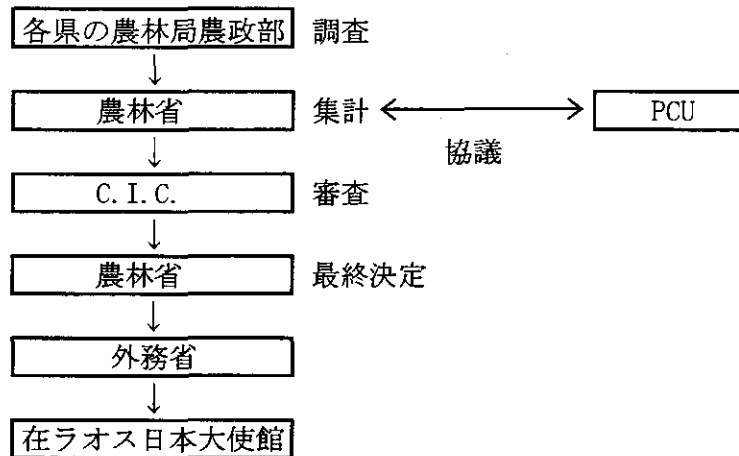 各県の農林局農政部 調査
農林省 集計 PCU
協議
C.I.C. 審査
農林省 最終決定
外務省
在ラオス日本大使館